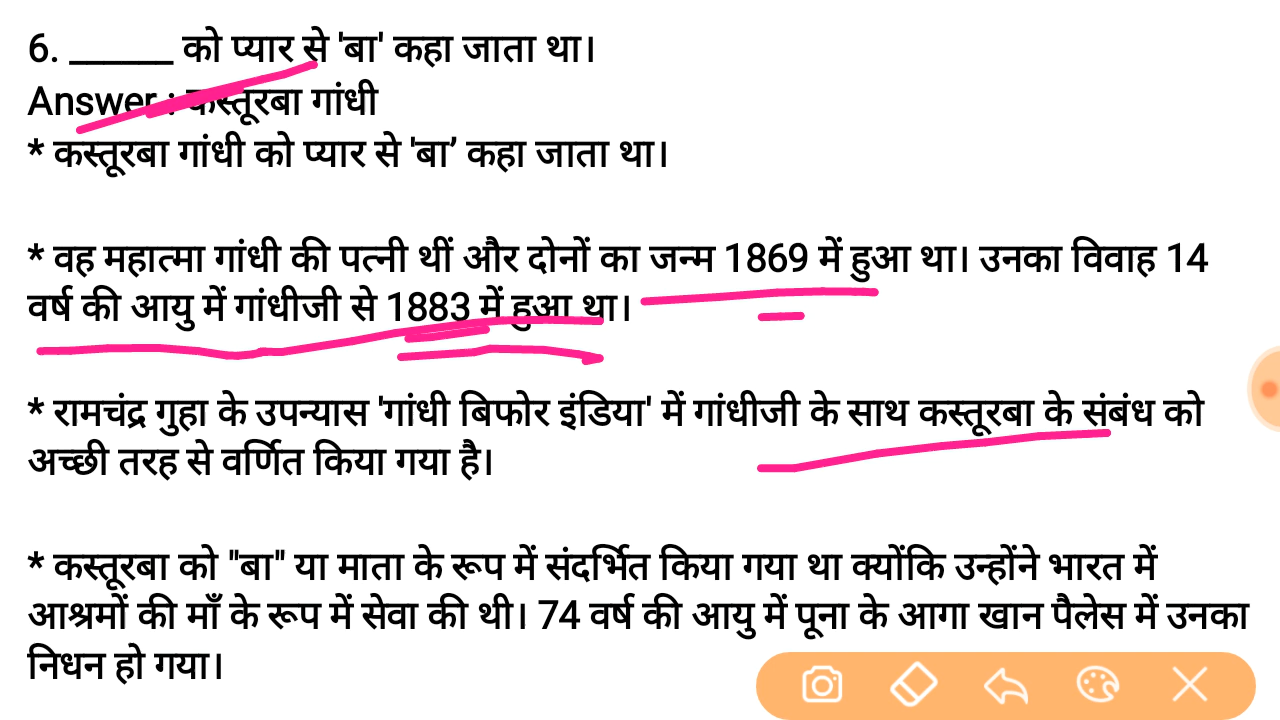 6. ______ को प्यार से 'बा' कहा जाता था।
Answer : कस्तूरबा गांधी
* कस्तूरबा गांधी को प्यार से 'बा’ कहा जाता था।
* वह महात्मा गांधी की पत्नी थीं और दोनों का जन्म 1869 में हुआ था। उनका विवाह 14
वर्ष की आयु में गांधीजी से 1883 में हुआ था।
* रामचंद्र गुहा के उपन्यास 'गांधी बिफोर इंडिया' में गांधीजी के साथ कस्तूरबा के संबंध को
अच्छी तरह से वर्णित किया गया है।
* कस्तूरबा को "बा" या माता के रूप में संदर्भित किया गया था क्योंकि उन्होंने भारत में
आश्रमों की माँ के रूप में सेवा की थी। 74 वर्ष की आयु में पूना के आगा खान पैलेस में उनका
निधन हो गया।